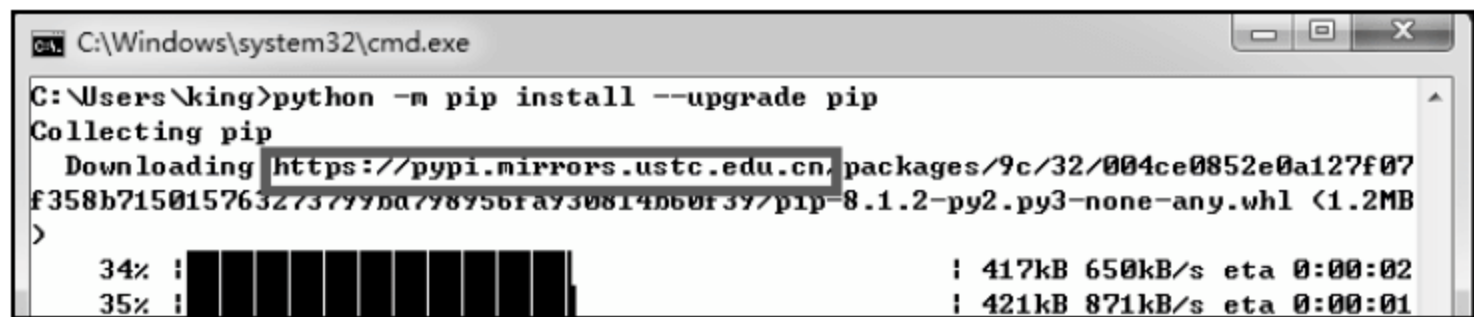 C:\Windows\system32\cmd.exe
C:\Users\king>python -m pip install --upgrade pip
Collecting pip
Downloading https://pypi.mirrors.ustc.edu.cn/packages/9c/32/004ce0852e0a127f07
f358b715015763273799bd798956fa930814b60f39/pip-8.1.2-py2.py3-none-any.whl (1.2MB
)
34% | | 417kB 650kB/s eta 0:00:02
35% | | 421kB 871kB/s eta 0:00:01